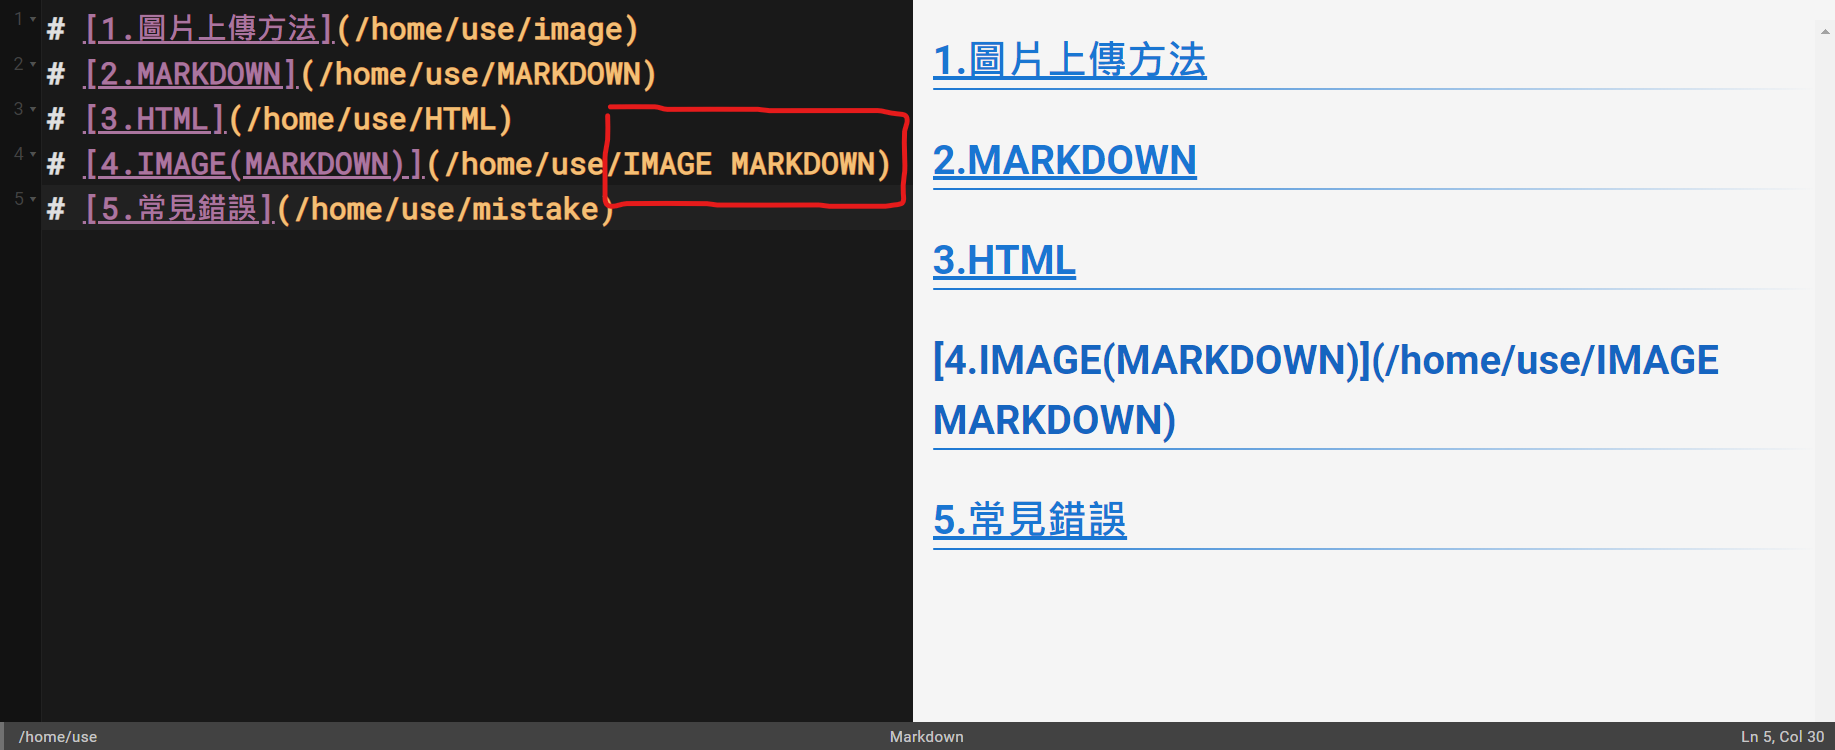 1 # [1.圖片上傳方法](/home/use/image)
2 # [2.MARKDOWN](/home/use/MARKDOWN)
3 # [3.HTML](/home/use/HTML)
4 # [4.IMAGE(MARKDOWN)](/home/use/IMAGE MARKDOWN)
5 # [5.常見錯誤](/home/use/mistake)
1.圖片上傳方法
2.MARKDOWN
3.HTML
[4.IMAGE(MARKDOWN)](/home/use/IMAGE
MARKDOWN)
5.常見錯誤
/home/use Markdown Ln 5, Col 30